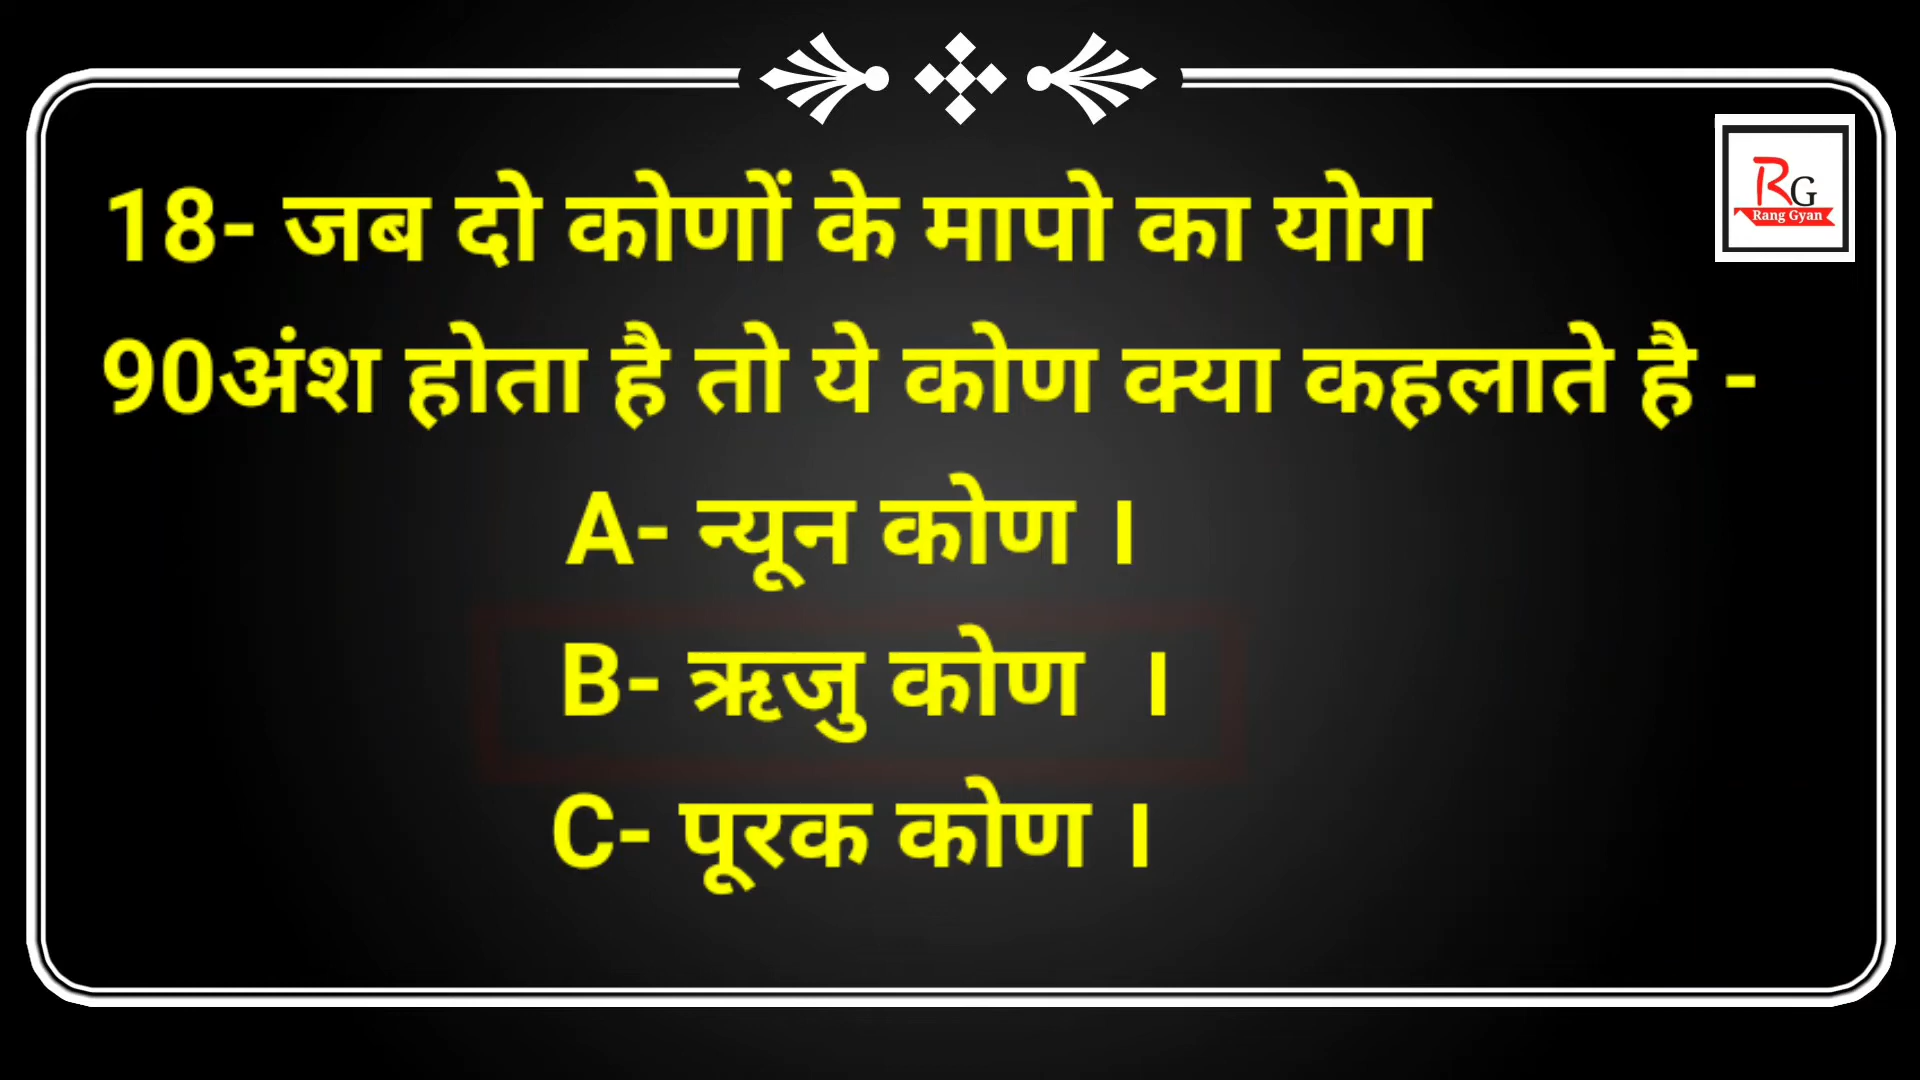 RG
Rang Gyan
18- जब दो कोणों के मापो का योग
90अंश होता है तो ये कोण क्या कहलाते है -
A- न्यून कोण ।
B- ऋजु कोण ।
C- पूरक कोण ।